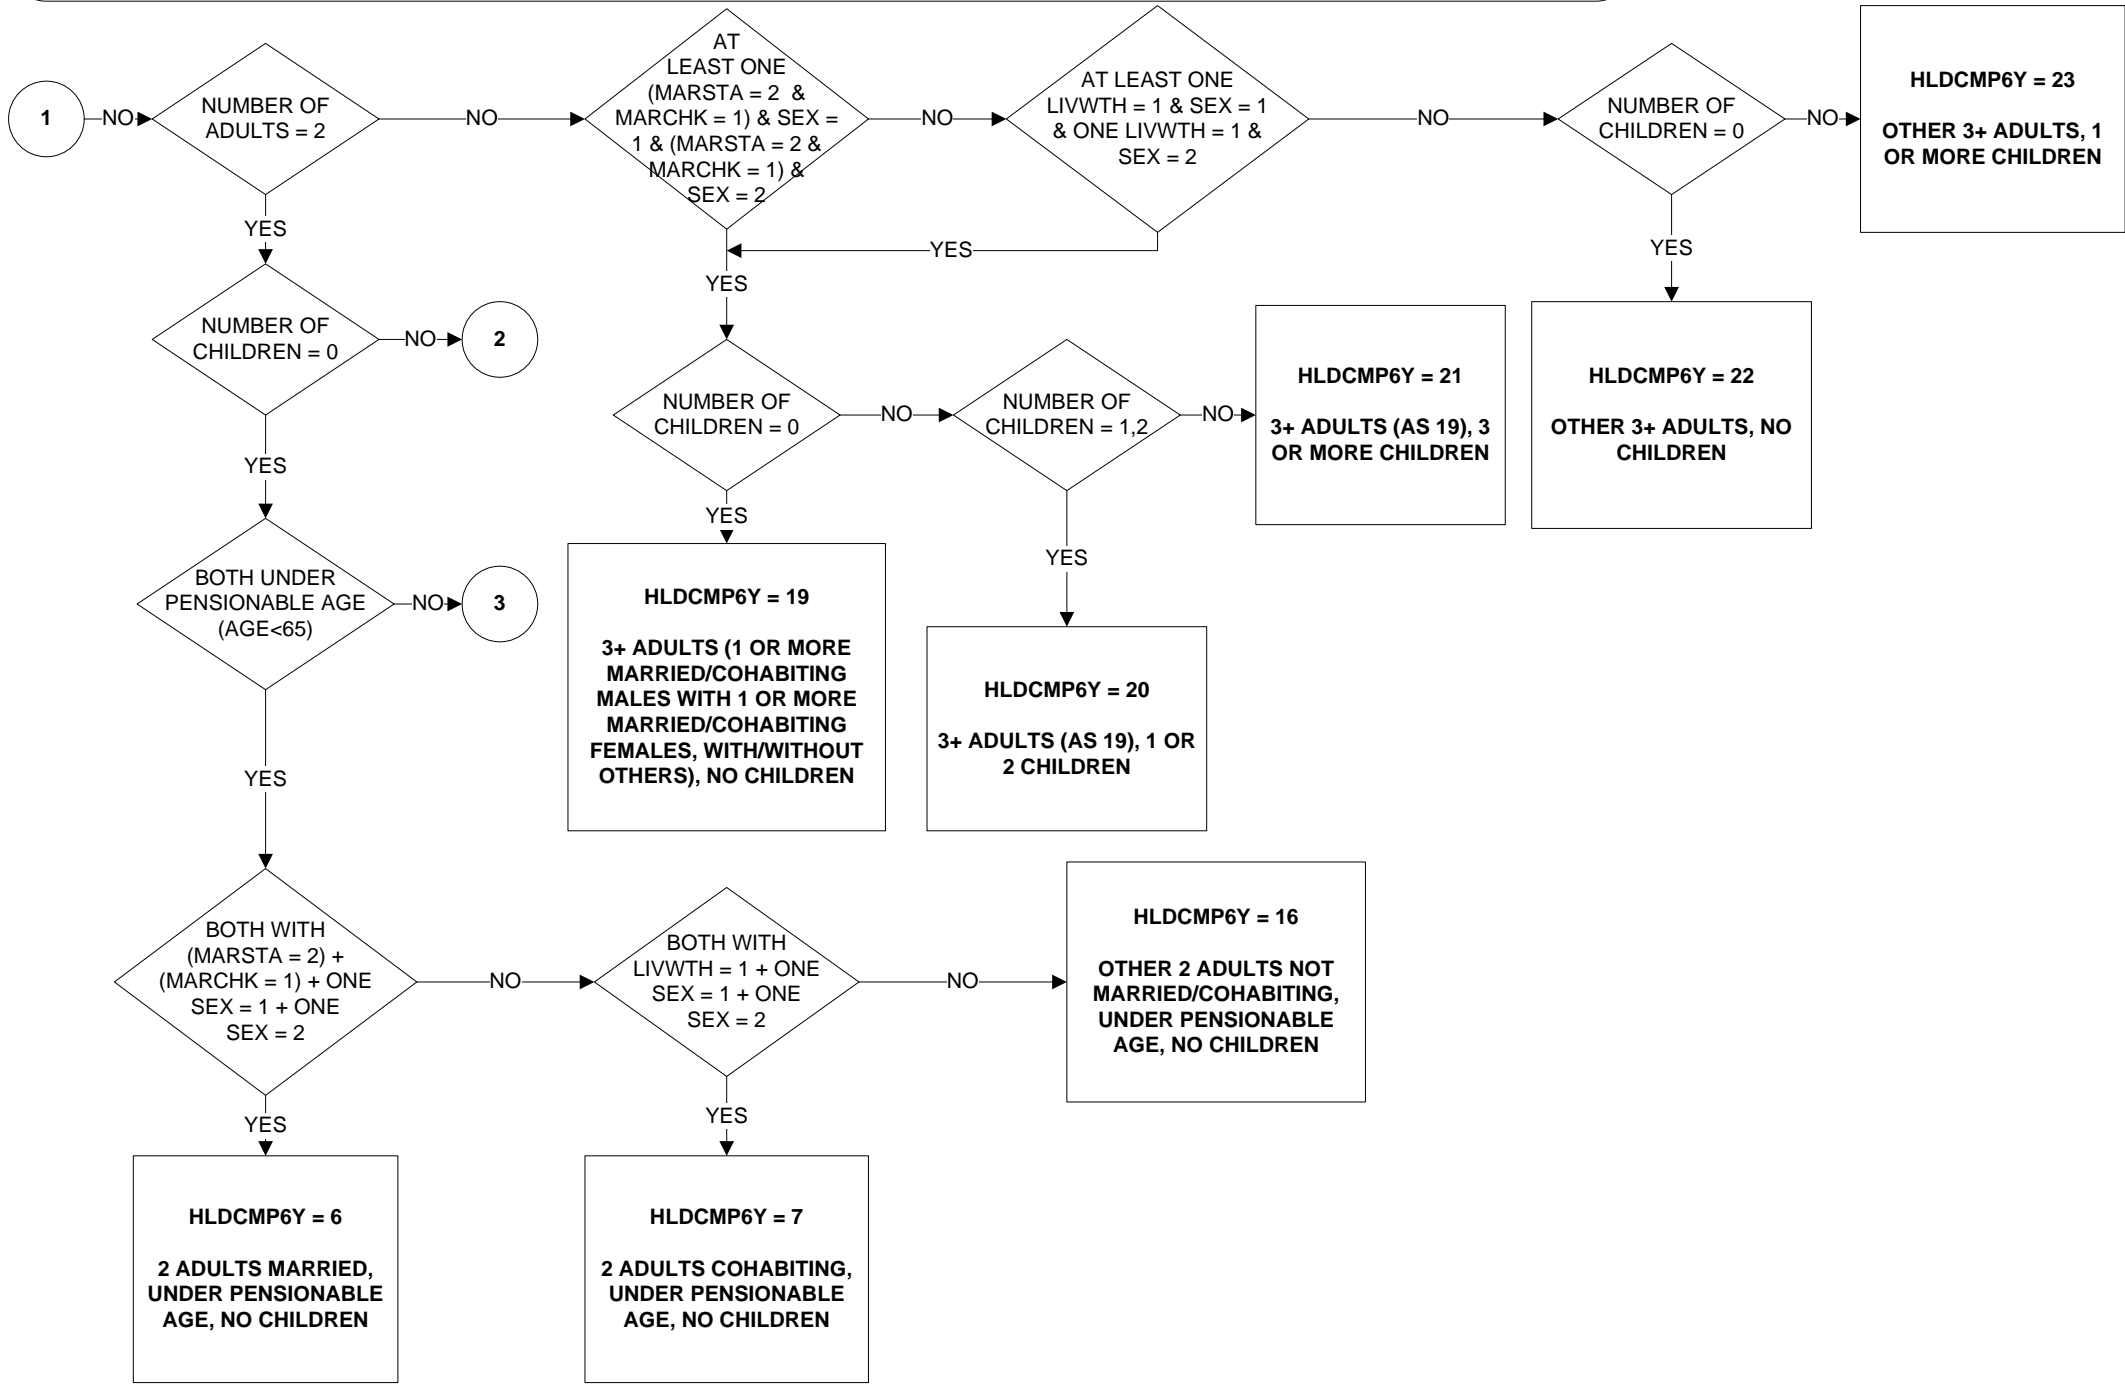 1
NO
NUMBER OF
ADULTS = 2
NO
AT
LEAST ONE
(MARSTA = 2 &
MARCHK = 1) & SEX =
1 & (MARSTA = 2 &
MARCHK = 1) &
SEX = 2
NO
AT LEAST ONE
LIVWTH = 1 & SEX = 1
& ONE LIVWTH = 1 &
SEX = 2
NO
NUMBER OF
CHILDREN = 0
NO
HLDCMP6Y = 23
OTHER 3+ ADULTS, 1
OR MORE CHILDREN
YES
YES
YES
YES
NUMBER OF
CHILDREN = 0
NO
2
NUMBER OF
CHILDREN = 0
NO
NUMBER OF
CHILDREN = 1,2
NO
HLDCMP6Y = 21
3+ ADULTS (AS 19), 3
OR MORE CHILDREN
HLDCMP6Y = 22
OTHER 3+ ADULTS, NO
CHILDREN
YES
YES
YES
BOTH UNDER
PENSIONABLE AGE
(AGE<65)
NO
3
HLDCMP6Y = 19
3+ ADULTS (1 OR MORE
MARRIED/COHABITING
MALES WITH 1 OR MORE
MARRIED/COHABITING
FEMALES, WITH/WITHOUT
OTHERS), NO CHILDREN
HLDCMP6Y = 20
3+ ADULTS (AS 19), 1 OR
2 CHILDREN
YES
BOTH WITH
(MARSTA = 2) +
(MARCHK = 1) + ONE
SEX = 1 + ONE
SEX = 2
NO
BOTH WITH
LIVWTH = 1 + ONE
SEX = 1 + ONE
SEX = 2
NO
HLDCMP6Y = 16
OTHER 2 ADULTS NOT
MARRIED/COHABITING,
UNDER PENSIONABLE
AGE, NO CHILDREN
YES
YES
HLDCMP6Y = 6
2 ADULTS MARRIED,
UNDER PENSIONABLE
AGE, NO CHILDREN
HLDCMP6Y = 7
2 ADULTS COHABITING,
UNDER PENSIONABLE
AGE, NO CHILDREN